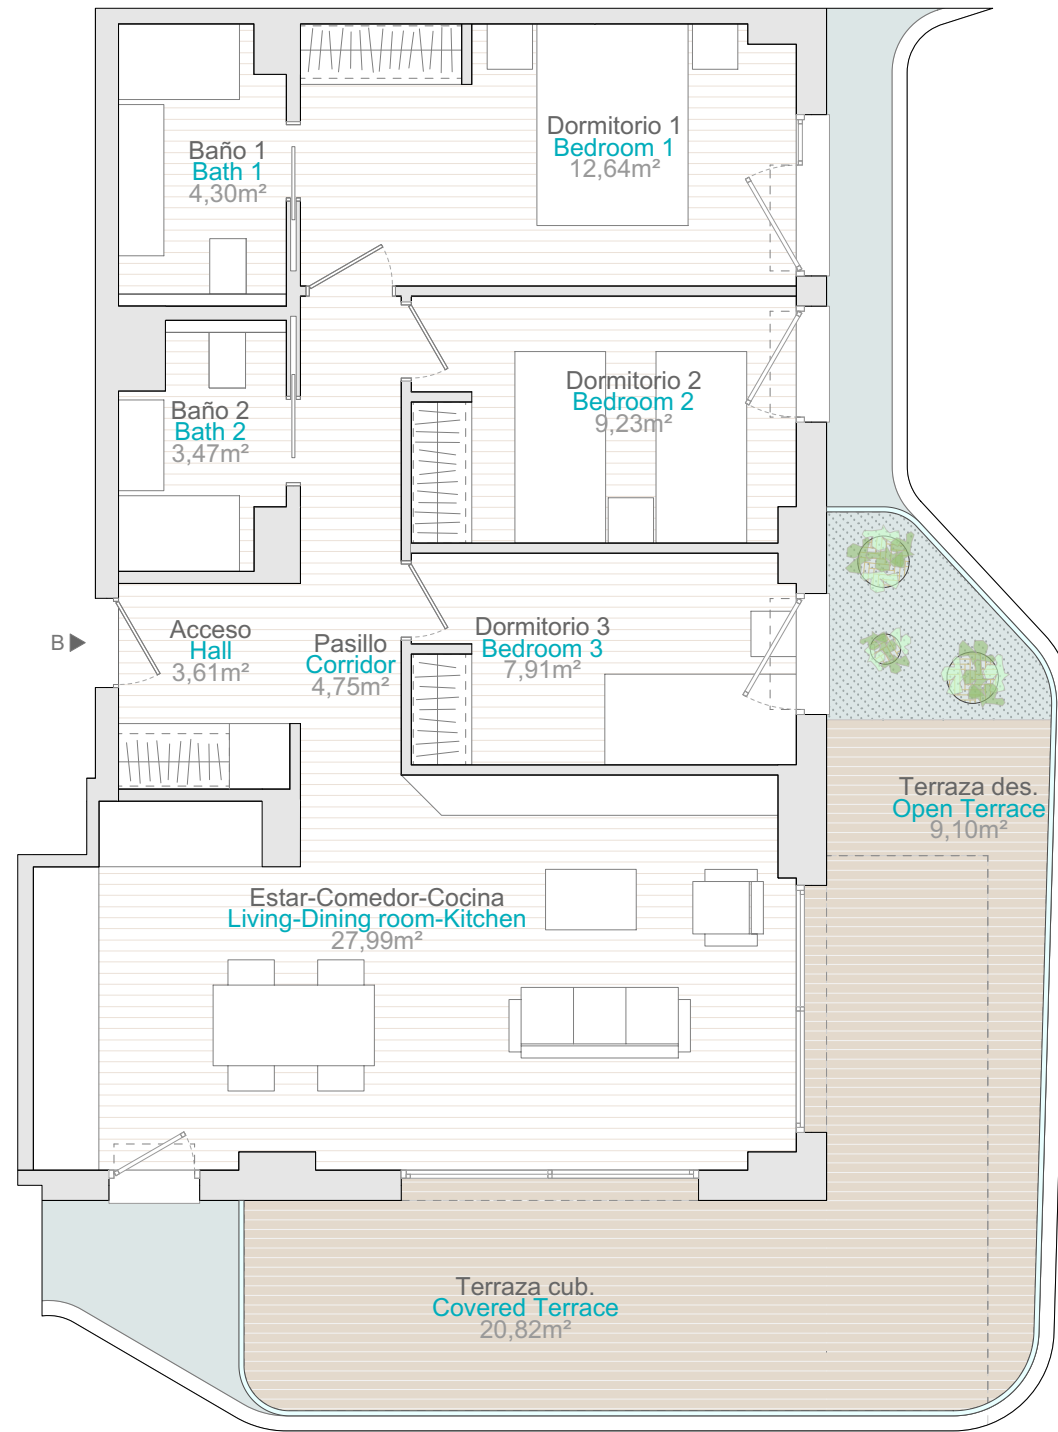 Baño 1
Bath 1
4,30m²
Dormitorio 1
Bedroom 1
12,64m²
Baño 2
Bath 2
3,47m²
Dormitorio 2
Bedroom 2
9,23m²
B
Acceso
Hall
3,61m²
Pasillo
Corridor
4,75m²
Dormitorio 3
Bedroom 3
7,91m²
Terraza des.
Open Terrace
9,10m²
Estar-Comedor-Cocina
Living-Dining room-Kitchen
27,99m²
Terraza cub.
Covered Terrace
20,82m²